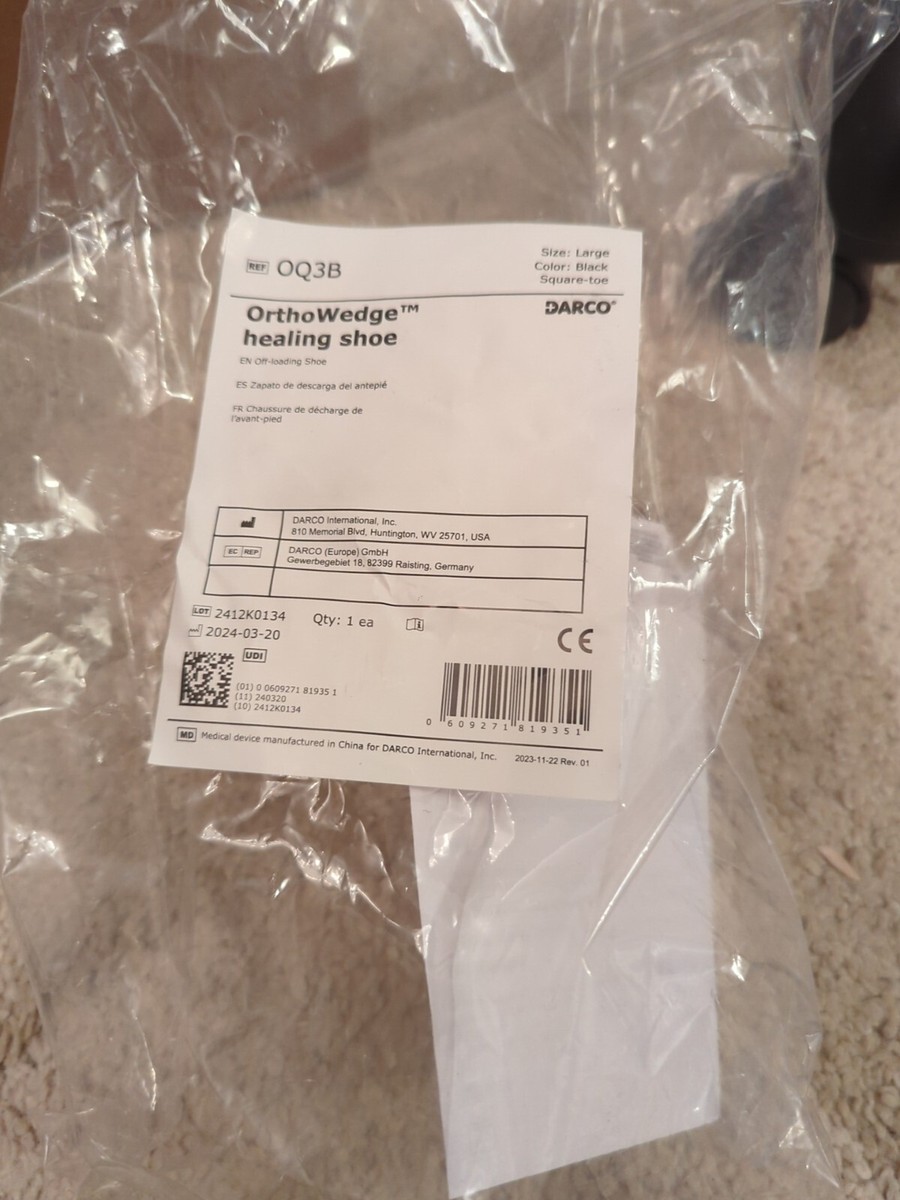 REF OQ3B
Size: Large
Color: Black
Square-toe
OrthoWedge™
healing shoe
DARCO®
EN Off-loading Shoe
ES Zapato de descarga del antepié
FR Chaussure de décharge de
l'avant-pied
DARCO International, Inc.
810 Memorial Blvd, Huntington, WV 25701, USA
EC REP
DARCO (Europe) GmbH
Gewerbegebiet 18, 82399 Raisting, Germany
LOT 2412K0134
Qty: 1 ea
2024-03-20
CE
UDI
(01) 0 0609271 81935 1
(11) 240320
(10) 2412K0134
0 609271 819351
MD Medical device manufactured in China for DARCO International, Inc.
2023-11-22 Rev. 01